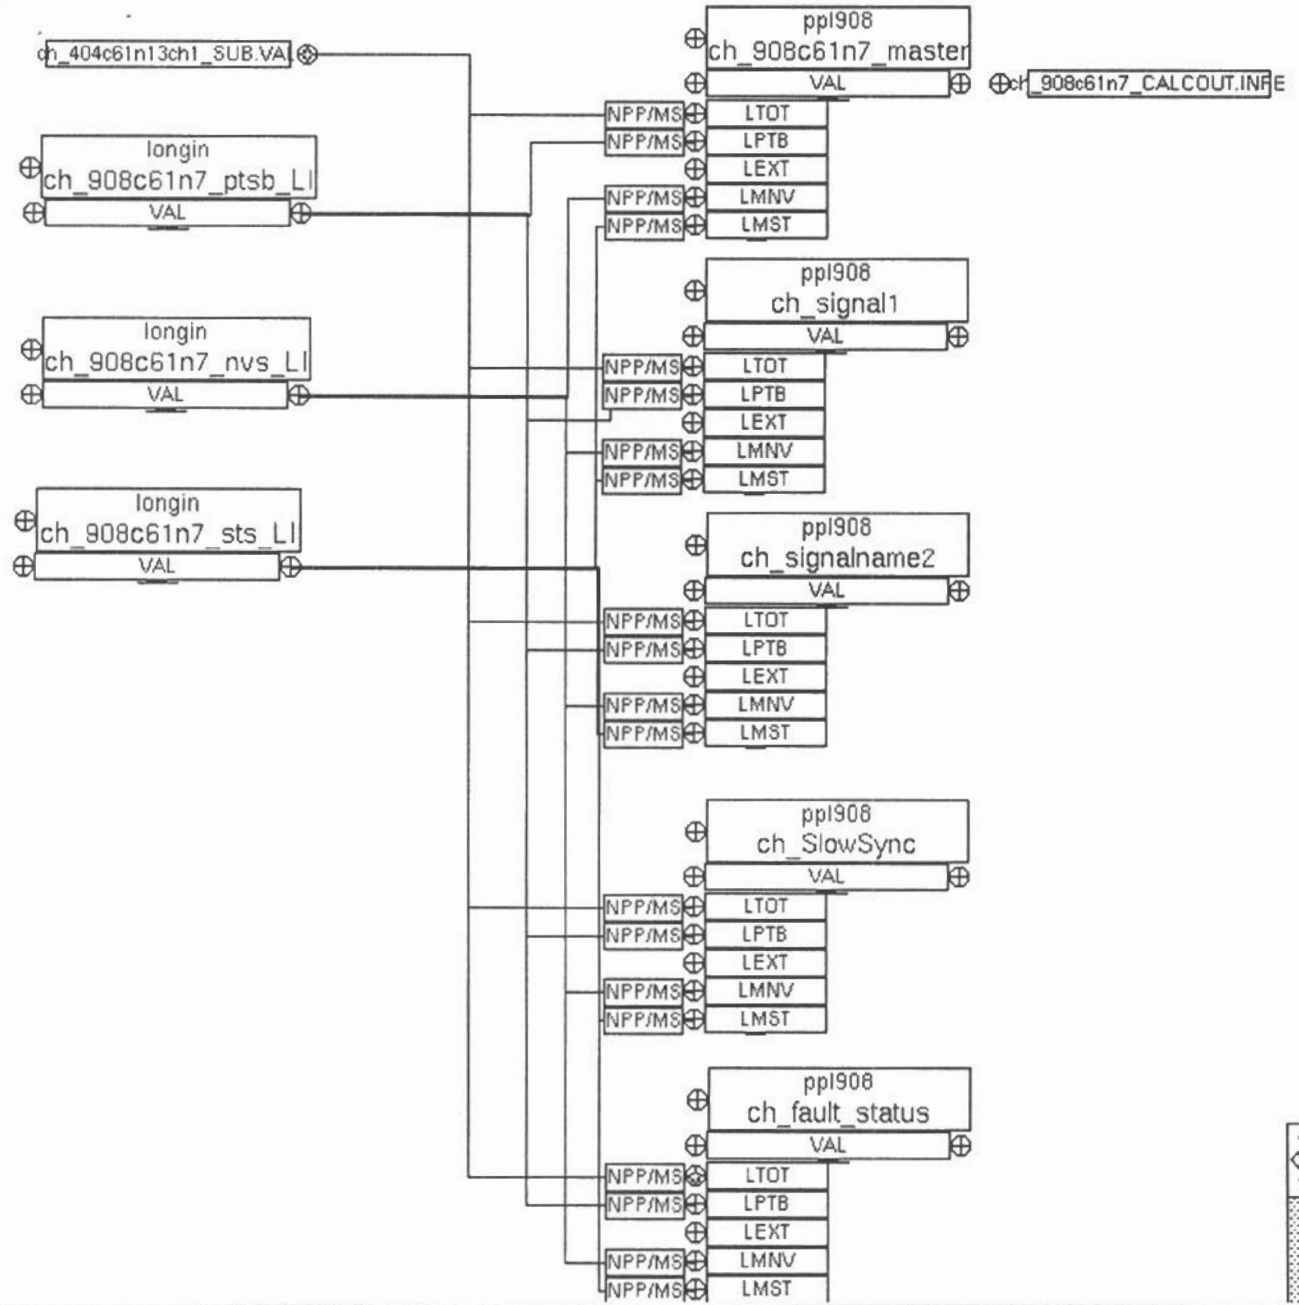 ch_404c61n13ch1_SUB.VAL
longin
ch_908c61n7_ptsb_LI
VAL
longin
ch_908c61n7_nvs_LI
VAL
longin
ch_908c61n7_sts_LI
VAL
ppl908
ch_908c61n7_master
VAL
ch_908c61n7_CALCOUT.INPE
NPP/MS LTOT
NPP/MS LPTB
LEXT
NPP/MS LMNV
NPP/MS LMST
ppl908
ch_signal1
VAL
NPP/MS LTOT
NPP/MS LPTB
LEXT
NPP/MS LMNV
NPP/MS LMST
ppl908
ch_signalname2
VAL
NPP/MS LTOT
NPP/MS LPTB
LEXT
NPP/MS LMNV
NPP/MS LMST
ppl908
ch_SlowSync
VAL
NPP/MS LTOT
NPP/MS LPTB
LEXT
NPP/MS LMNV
NPP/MS LMST
ppl908
ch_fault_status
VAL
NPP/MS LTOT
NPP/MS LPTB
LEXT
NPP/MS LMNV
NPP/MS LMST